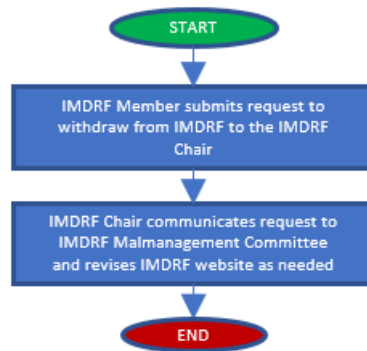 START
IMDRF Member submits request to
withdraw from IMDRF to the IMDRF
Chair
IMDRF Chair communicates request to
IMDRF Malmanagement Committee
and revises IMDRF website as needed
END